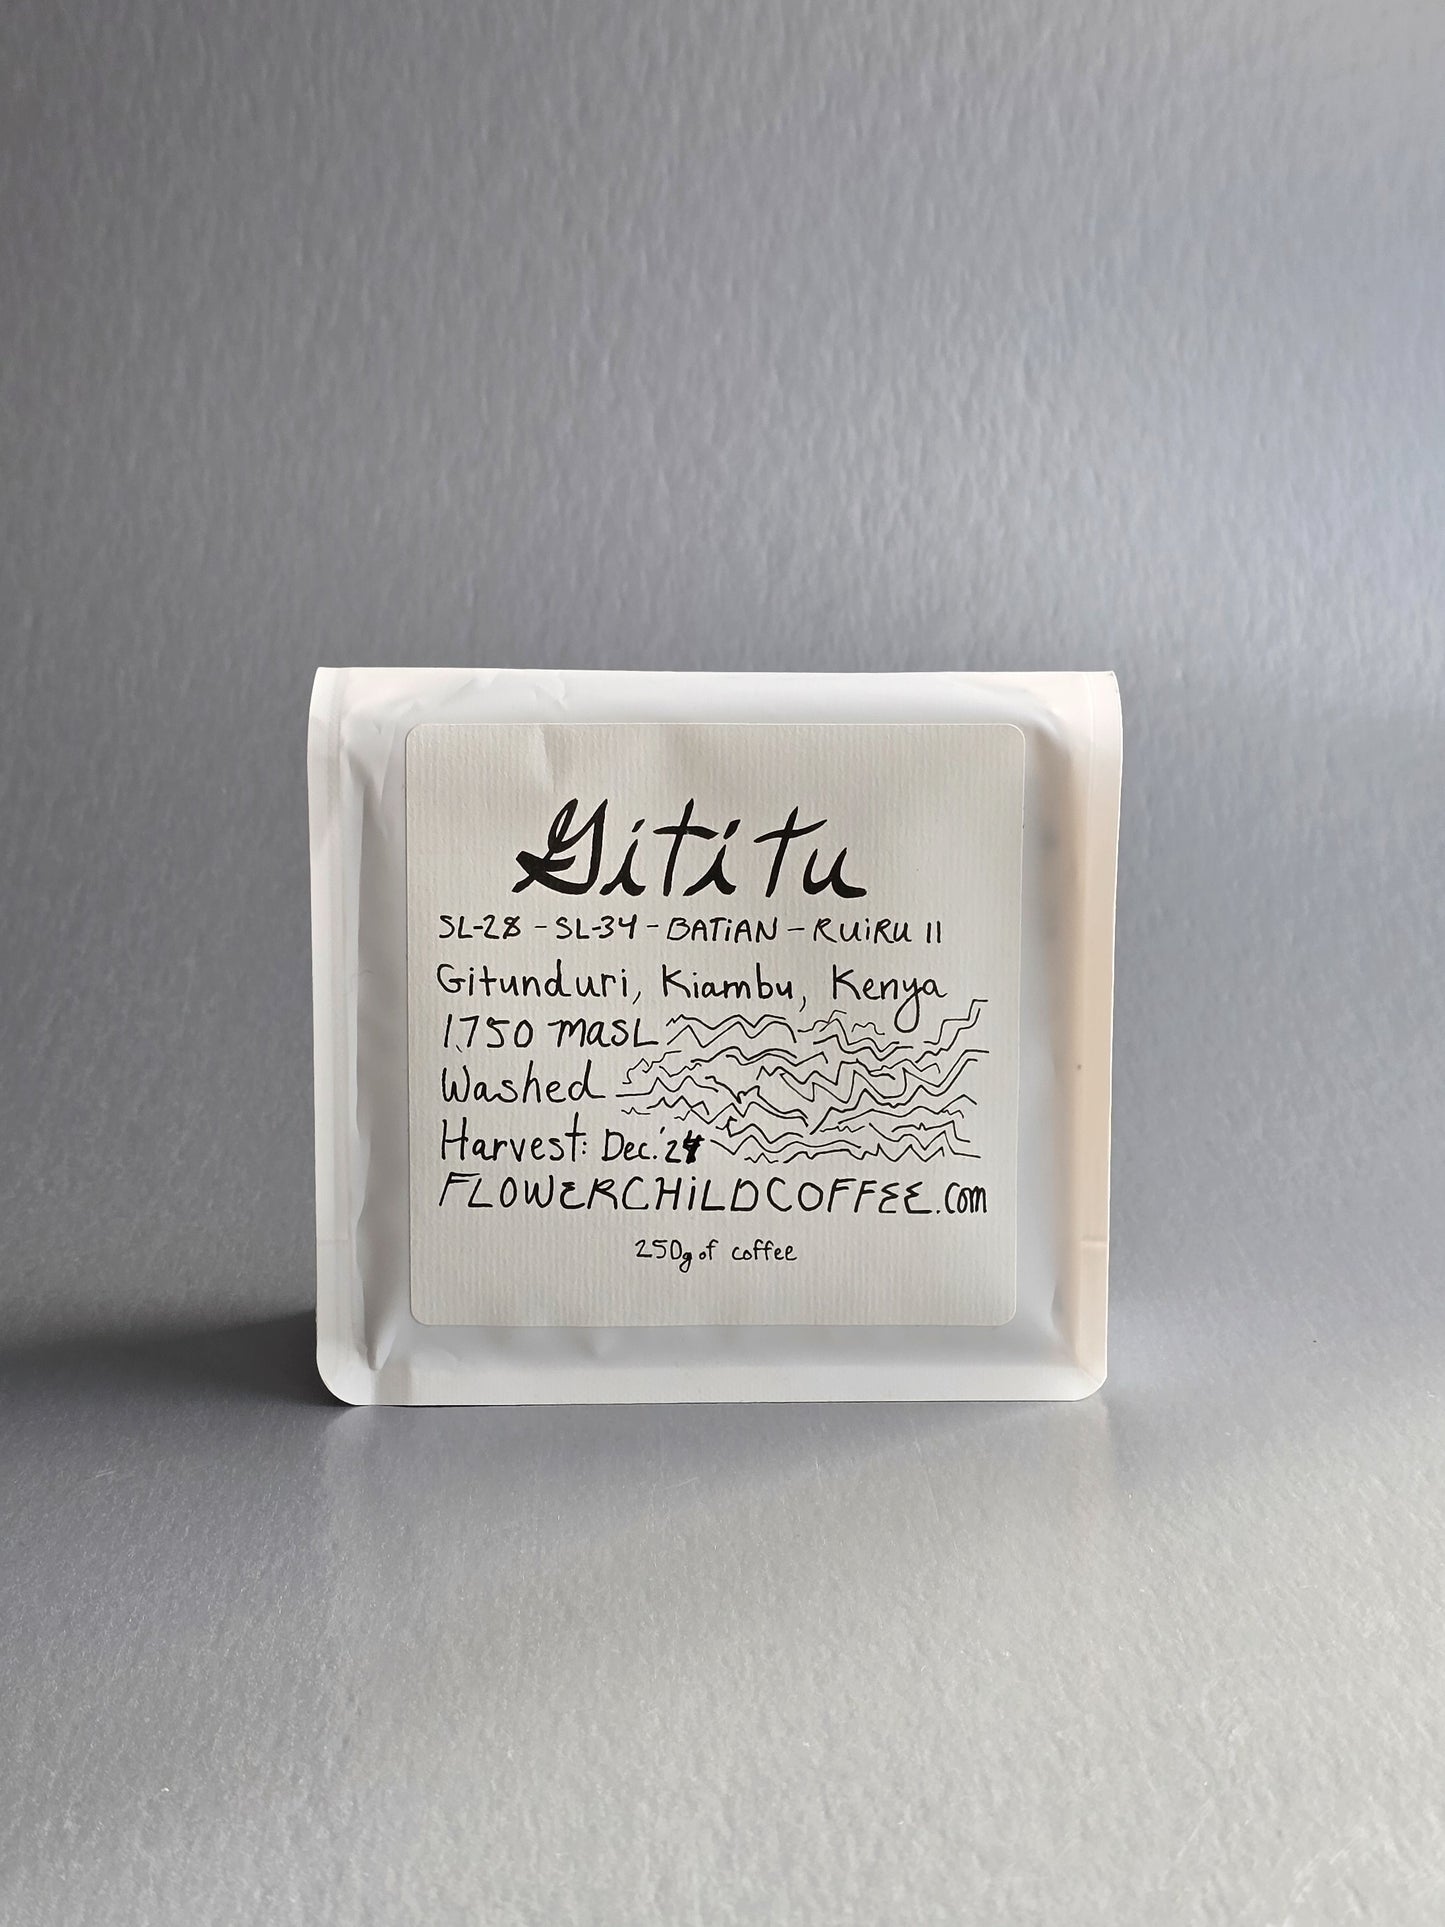 Gititu
SL-28 - SL-34 - BATiAN - RUiRU 11
Gitunduri, Kiambu, Kenya
1,750 MASL
Washed
Harvest: Dec.'24
FLOWERCHiLDCOFFEE.com
250g of coffee